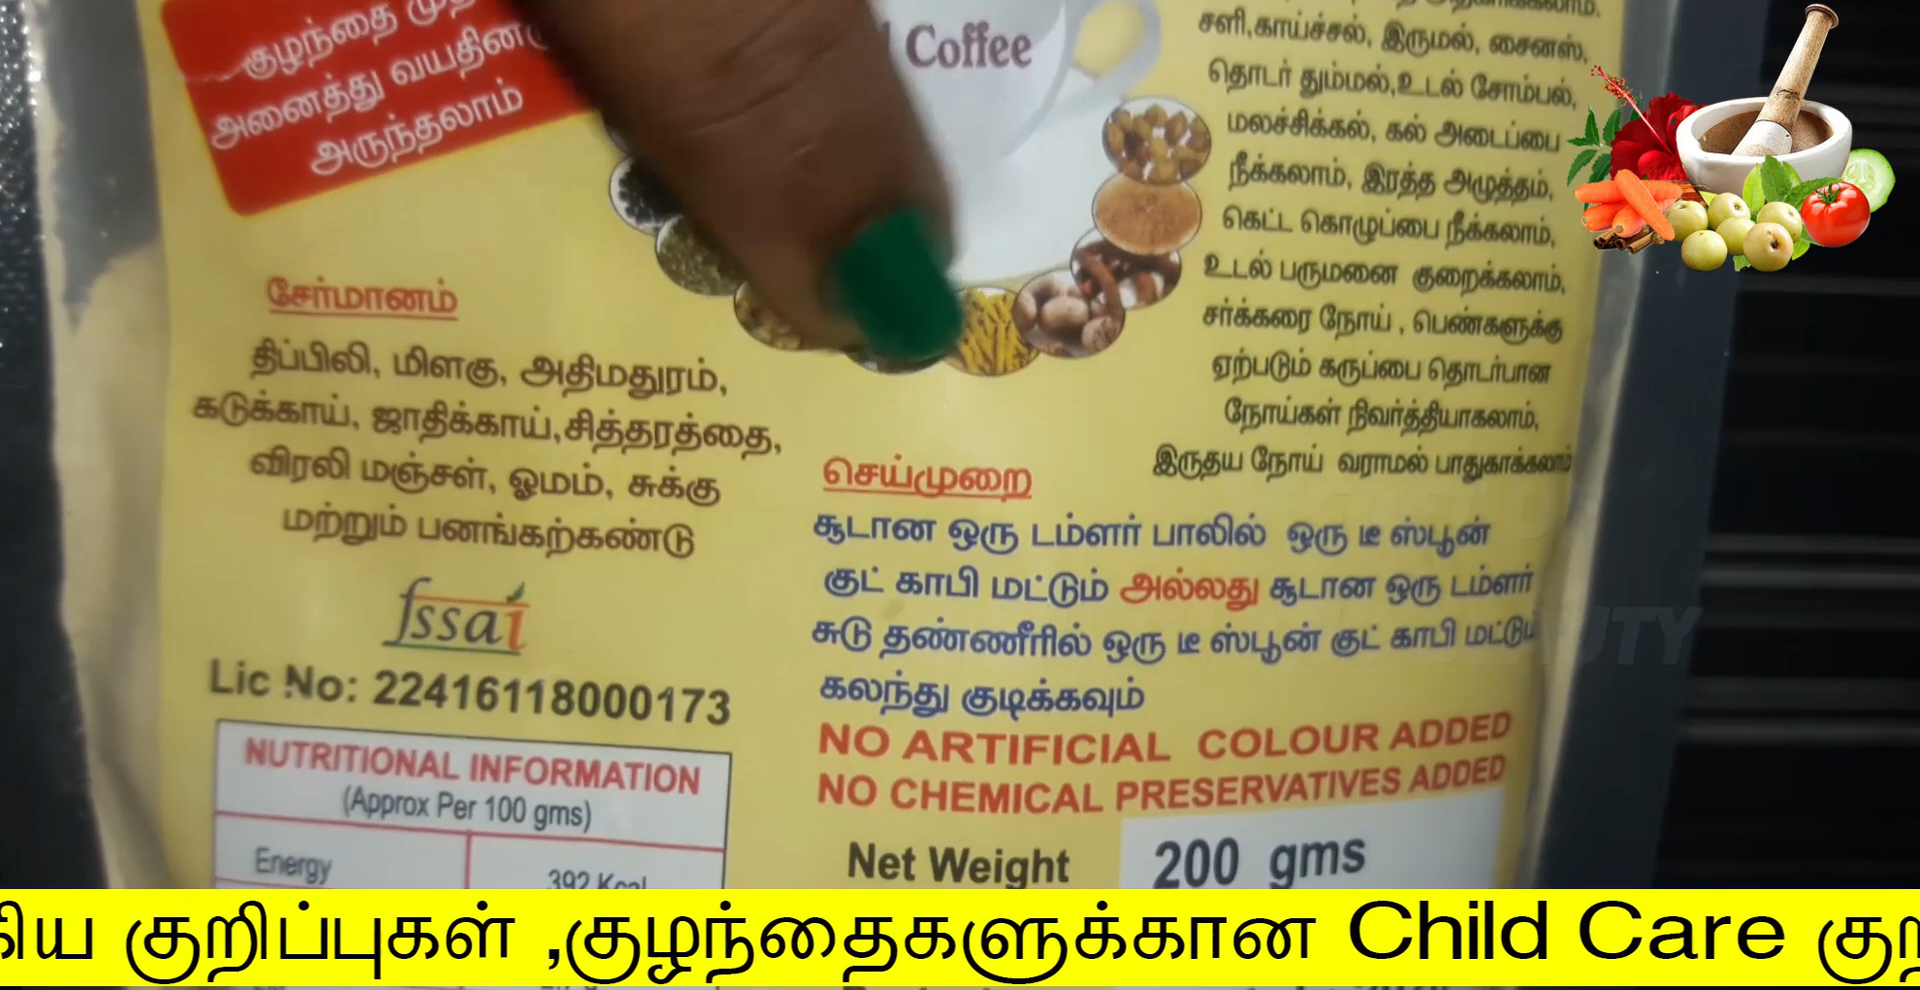 குழந்தை
அனைத்து
அருந்தலாம்
Coffee
சளி,காய்ச்சல், இருமல், சைனஸ்,
தொடர் தும்மல்,உடல் சோம்பல்,
மலச்சிக்கல், கல் அடைப்பை
நீக்கலாம், இரத்த அழுத்தம்,
கெட்ட கொழுப்பை நீக்கலாம்,
உடல் பருமனை குறைக்கலாம்,
சர்க்கரை நோய் , பெண்களுக்கு
ஏற்படும் கருப்பை தொடர்பான
நோய்கள் நிவர்த்தியாகலாம்,
இருதய நோய் வராமல் பாதுகாக்கலாம்
சேர்மானம்
திப்பிலி, மிளகு, அதிமதுரம்,
கடுக்காய், ஜாதிக்காய்,சித்தரத்தை,
விரலி மஞ்சள், ஓமம், சுக்கு
மற்றும் பனங்கற்கண்டு
fssai
Lic No: 22416118000173
NUTRITIONAL INFORMATION
(Approx Per 100 gms)
Energy 392 Kcal
செய்முறை
சூடான ஒரு டம்ளர் பாலில் ஒரு டீ ஸ்பூன்
குட் காபி மட்டும் அல்லது சூடான ஒரு டம்ளர்
சுடு தண்ணீரில் ஒரு டீ ஸ்பூன் குட் காபி மட்டும்
கலந்து குடிக்கவும்
NO ARTIFICIAL COLOUR ADDED
NO CHEMICAL PRESERVATIVES ADDED
Net Weight 200 gms
குறிப்புகள் ,குழந்தைகளுக்கான Child Care